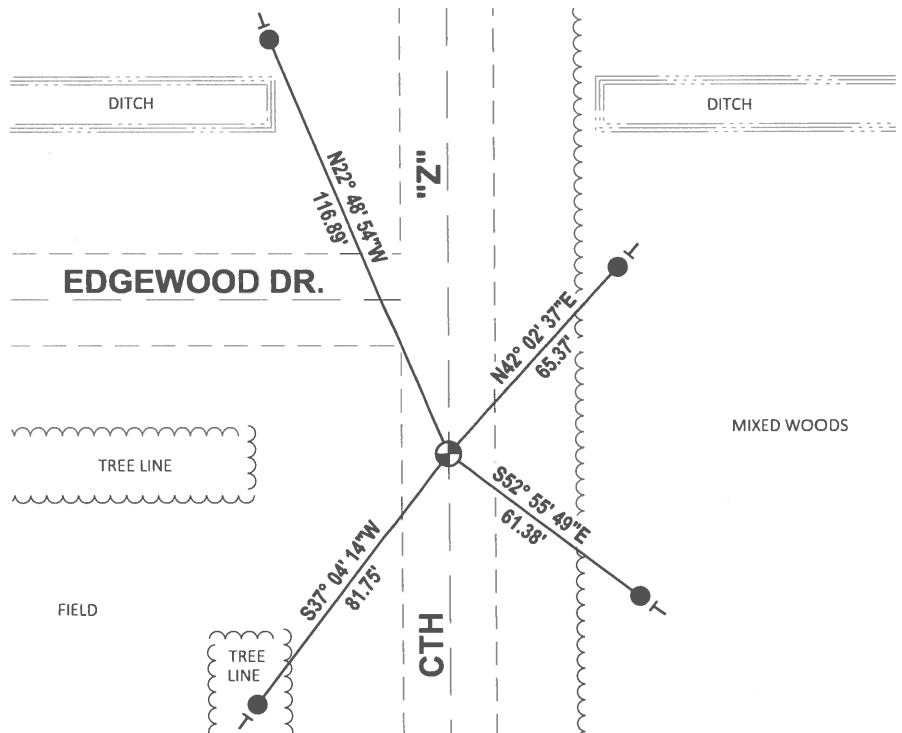 DITCH
DITCH
"Z"
N22° 48' 54"W
116.89'
EDGEWOOD DR.
N42° 02' 37"E
65.37'
MIXED WOODS
TREE LINE
S52° 55' 49"E
61.38'
S37° 04' 14"W
81.75'
FIELD
CTH
TREE
LINE